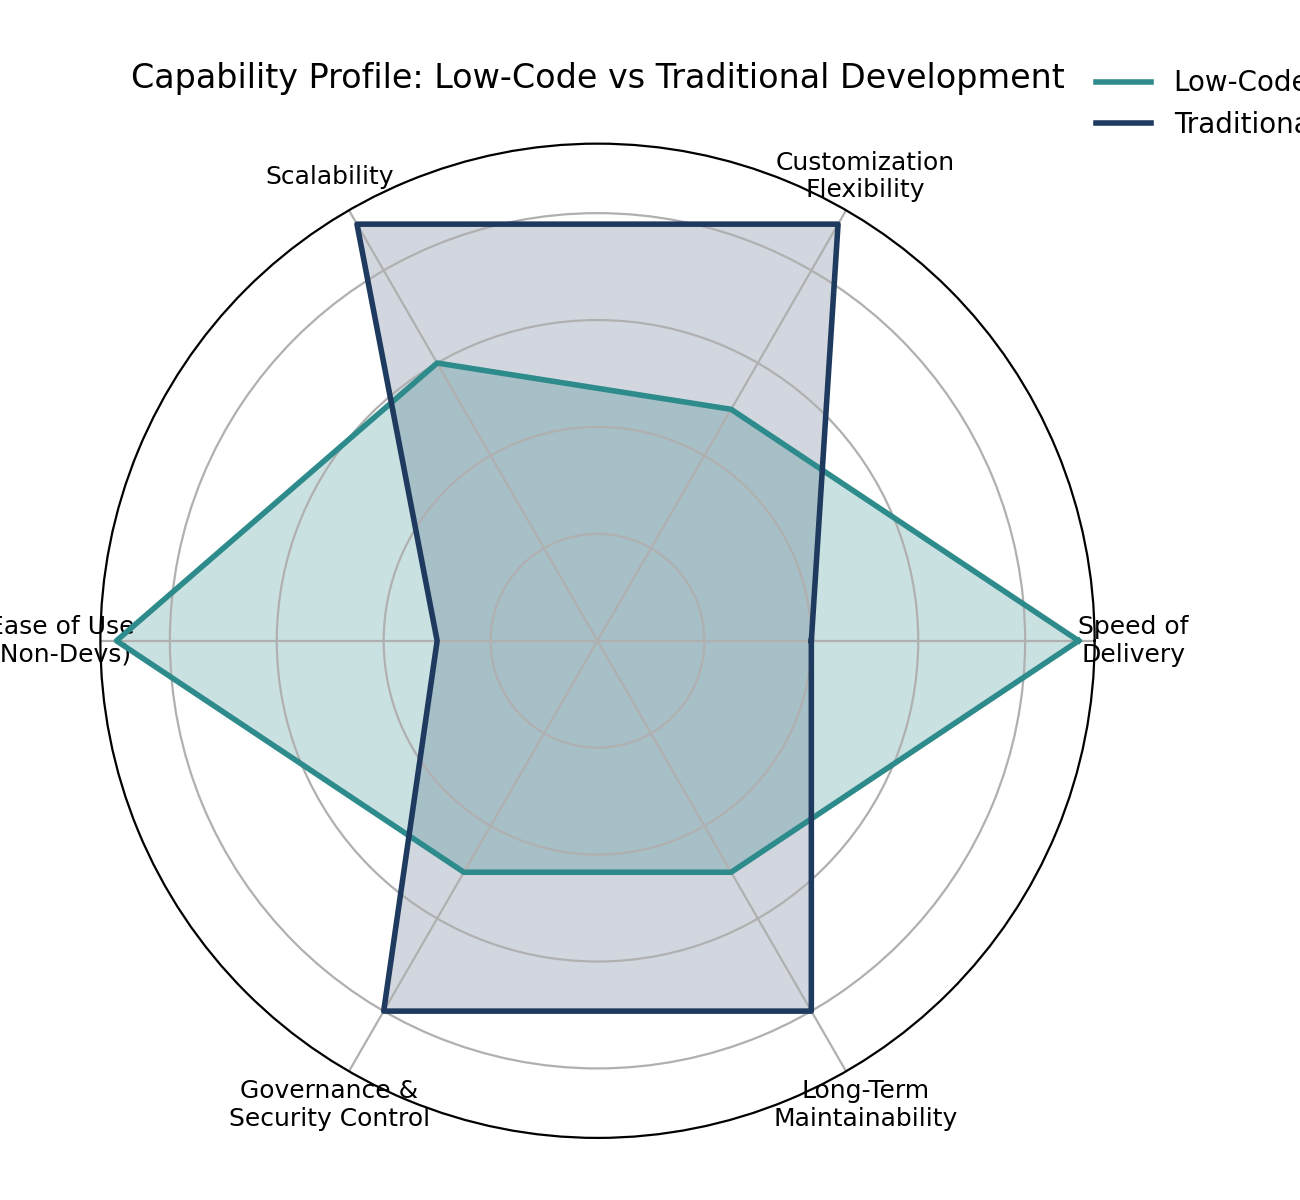 Capability Profile: Low-Code vs Traditional Development
Low-Code
Traditiona
Scalability
Customization
Flexibility
Ease of Use
Non-Devs)
Speed of
Delivery
Governance &
Security Control
Long-Term
Maintainability